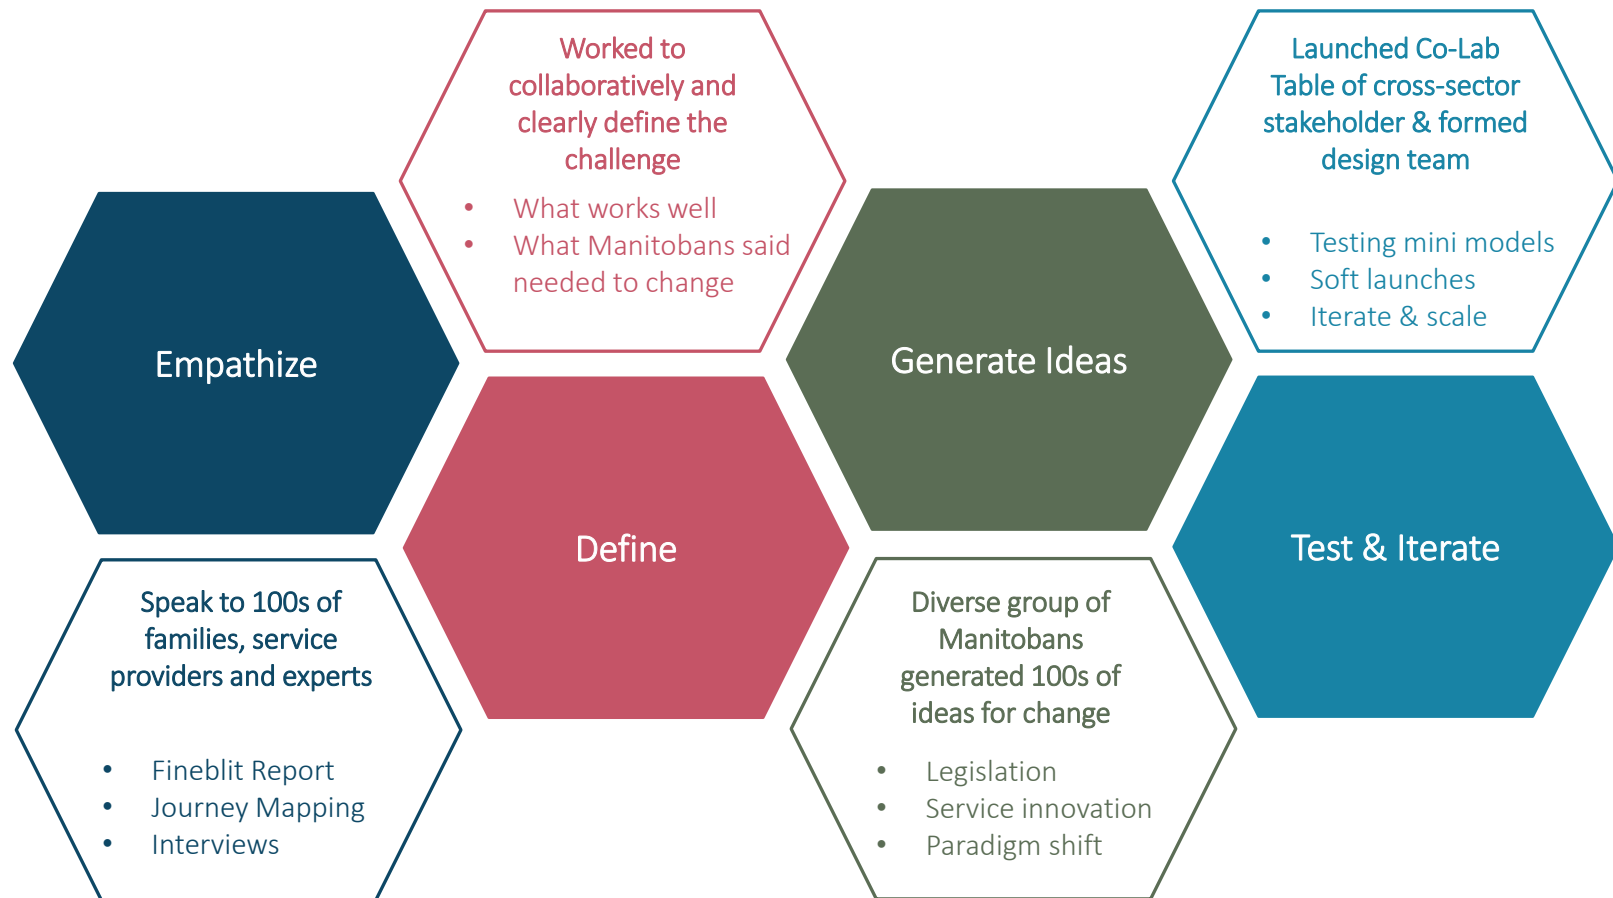 Empathize
Speak to 100s of
families, service
providers and experts
• Fineblit Report
• Journey Mapping
• Interviews
Worked to
collaboratively and
clearly define the
challenge
• What works well
• What Manitobans said
needed to change
Define
Generate Ideas
Diverse group of
Manitobans
generated 100s of
ideas for change
• Legislation
• Service innovation
• Paradigm shift
Launched Co-Lab
Table of cross-sector
stakeholder & formed
design team
• Testing mini models
• Soft launches
• Iterate & scale
Test & Iterate